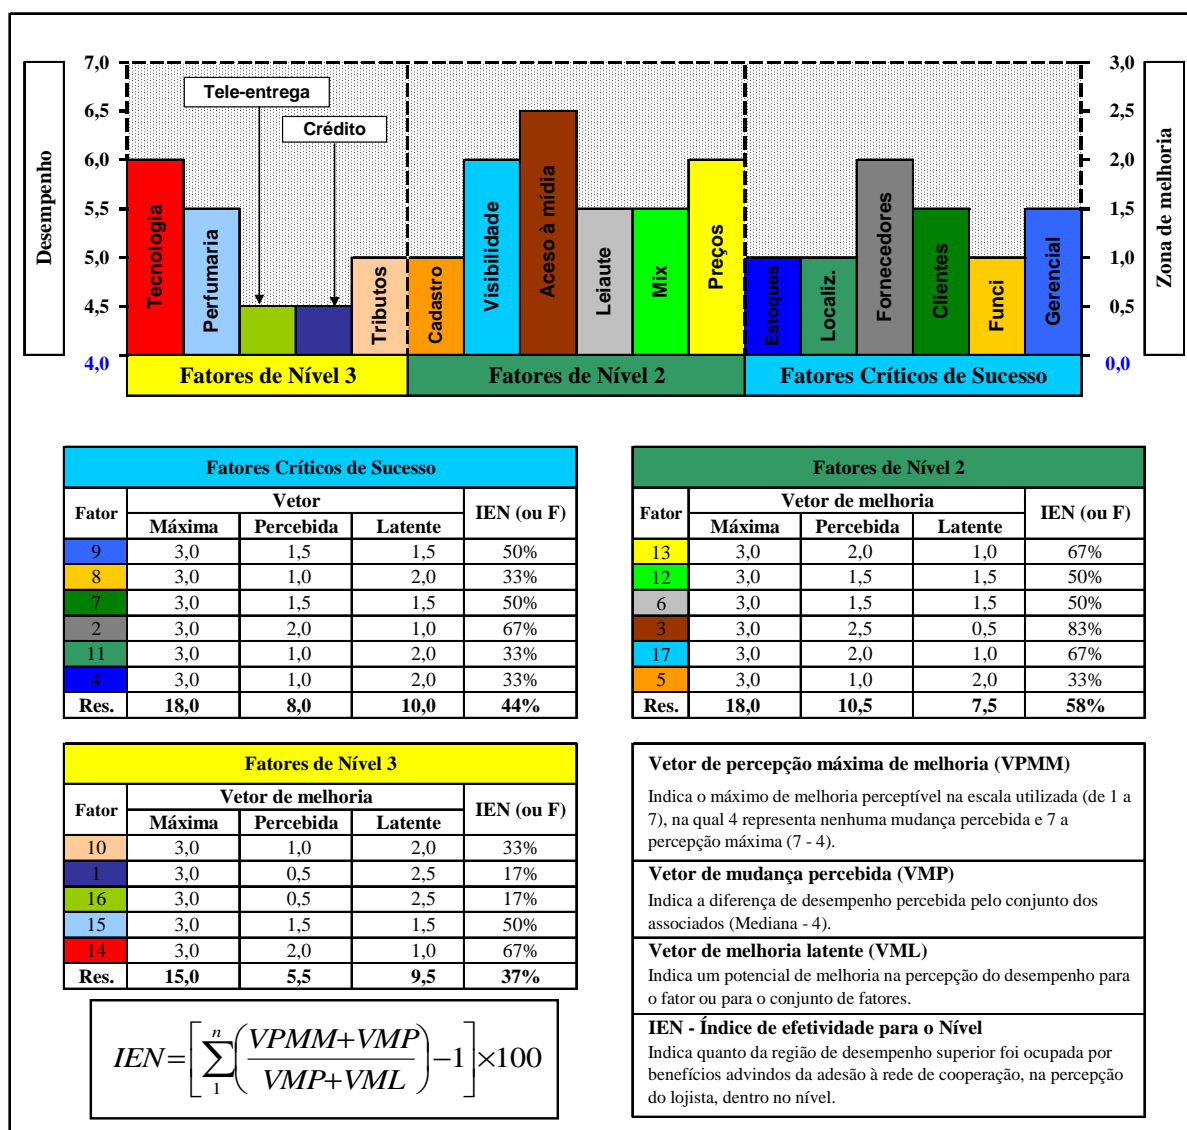 Desempenho
7,0
6,5
6,0
5,5
5,0
4,5
4,0
Tele-entrega
Crédito
Tecnologia
Perfumaria
Tributos
Cadastro
Visibilidade
Aceso à mídia
Leiaute
Mix
Preços
Estoques
Localiz.
Fornecedores
Clientes
Funci
Gerencial
3,0
2,5
2,0
1,5
1,0
0,5
0,0
Zona de melhoria
Fatores de Nível 3
Fatores de Nível 2
Fatores Críticos de Sucesso
Fatores Críticos de Sucesso
Fator Vetor IEN (ou F)
Máxima Percebida Latente
9 3,0 1,5 1,5 50%
8 3,0 1,0 2,0 33%
7 3,0 1,5 1,5 50%
2 3,0 2,0 1,0 67%
11 3,0 1,0 2,0 33%
4 3,0 1,0 2,0 33%
Res. 18,0 8,0 10,0 44%
Fatores de Nível 2
Fator Vetor de melhoria IEN (ou F)
Máxima Percebida Latente
13 3,0 2,0 1,0 67%
12 3,0 1,5 1,5 50%
6 3,0 1,5 1,5 50%
3 3,0 2,5 0,5 83%
17 3,0 2,0 1,0 67%
5 3,0 1,0 2,0 33%
Res. 18,0 10,5 7,5 58%
Fatores de Nível 3
Fator Vetor de melhoria IEN (ou F)
Máxima Percebida Latente
10 3,0 1,0 2,0 33%
1 3,0 0,5 2,5 17%
16 3,0 0,5 2,5 17%
15 3,0 1,5 1,5 50%
14 3,0 2,0 1,0 67%
Res. 15,0 5,5 9,5 37%
IEN = [ n ∑ 1 ( VPMM+VMP / VMP+VML ) −1 ] ×100
Vetor de percepção máxima de melhoria (VPMM)
Indica o máximo de melhoria perceptível na escala utilizada (de 1 a
7), na qual 4 representa nenhuma mudança percebida e 7 a
percepção máxima (7 - 4).
Vetor de mudança percebida (VMP)
Indica a diferença de desempenho percebida pelo conjunto dos
associados (Mediana - 4).
Vetor de melhoria latente (VML)
Indica um potencial de melhoria na percepção do desempenho para
o fator ou para o conjunto de fatores.
IEN - Índice de efetividade para o Nível
Indica quanto da região de desempenho superior foi ocupada por
benefícios advindos da adesão à rede de cooperação, na percepção
do lojista, dentro no nível.